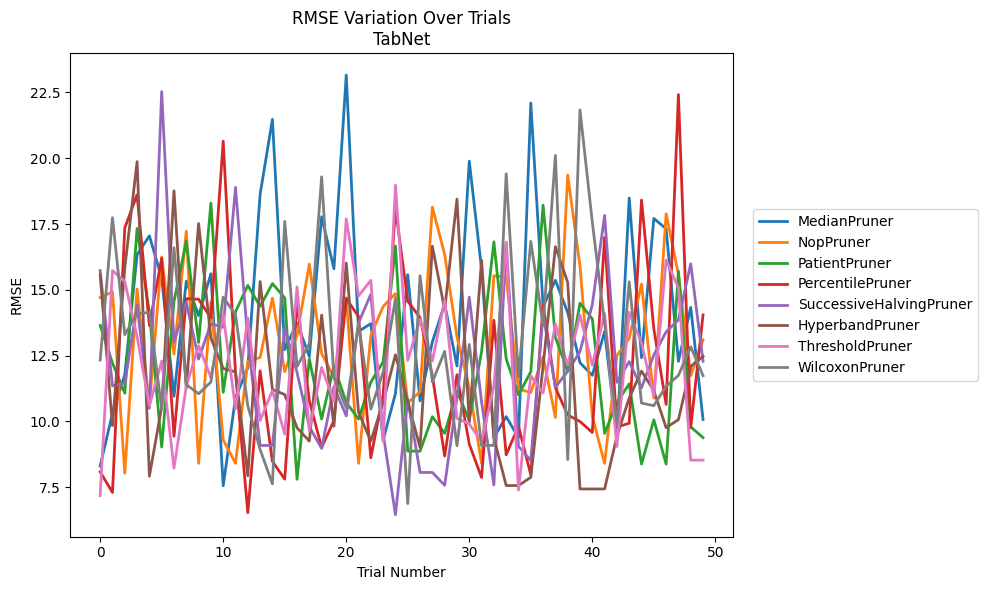 RMSE Variation Over Trials
TabNet
RMSE
22.5
20.0
17.5
15.0
12.5
10.0
7.5
0
10
20
30
40
50
Trial Number
MedianPruner
NopPruner
PatientPruner
PercentilePruner
SuccessiveHalvingPruner
HyperbandPruner
ThresholdPruner
WilcoxonPruner